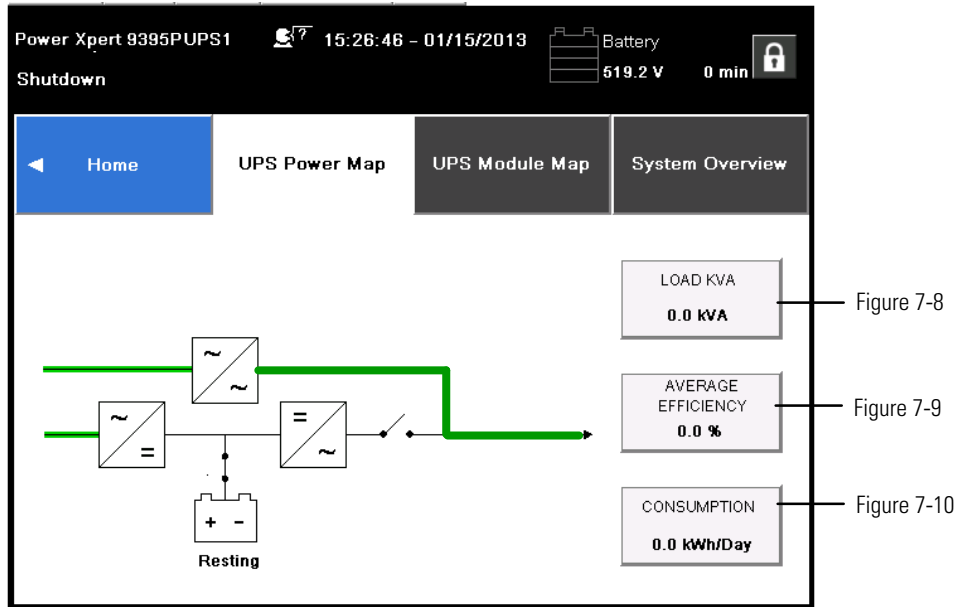 Power Xpert 9395PUPS1 ? 15:26:46 - 01/15/2013 Battery
Shutdown 519.2 V 0 min
Home UPS Power Map UPS Module Map System Overview
LOAD KVA
0.0 kVA
Figure 7-8
AVERAGE
EFFICIENCY
0.0 %
Figure 7-9
CONSUMPTION
0.0 kWh/Day
Figure 7-10
~
~
~
=
=
~
+ -
Resting